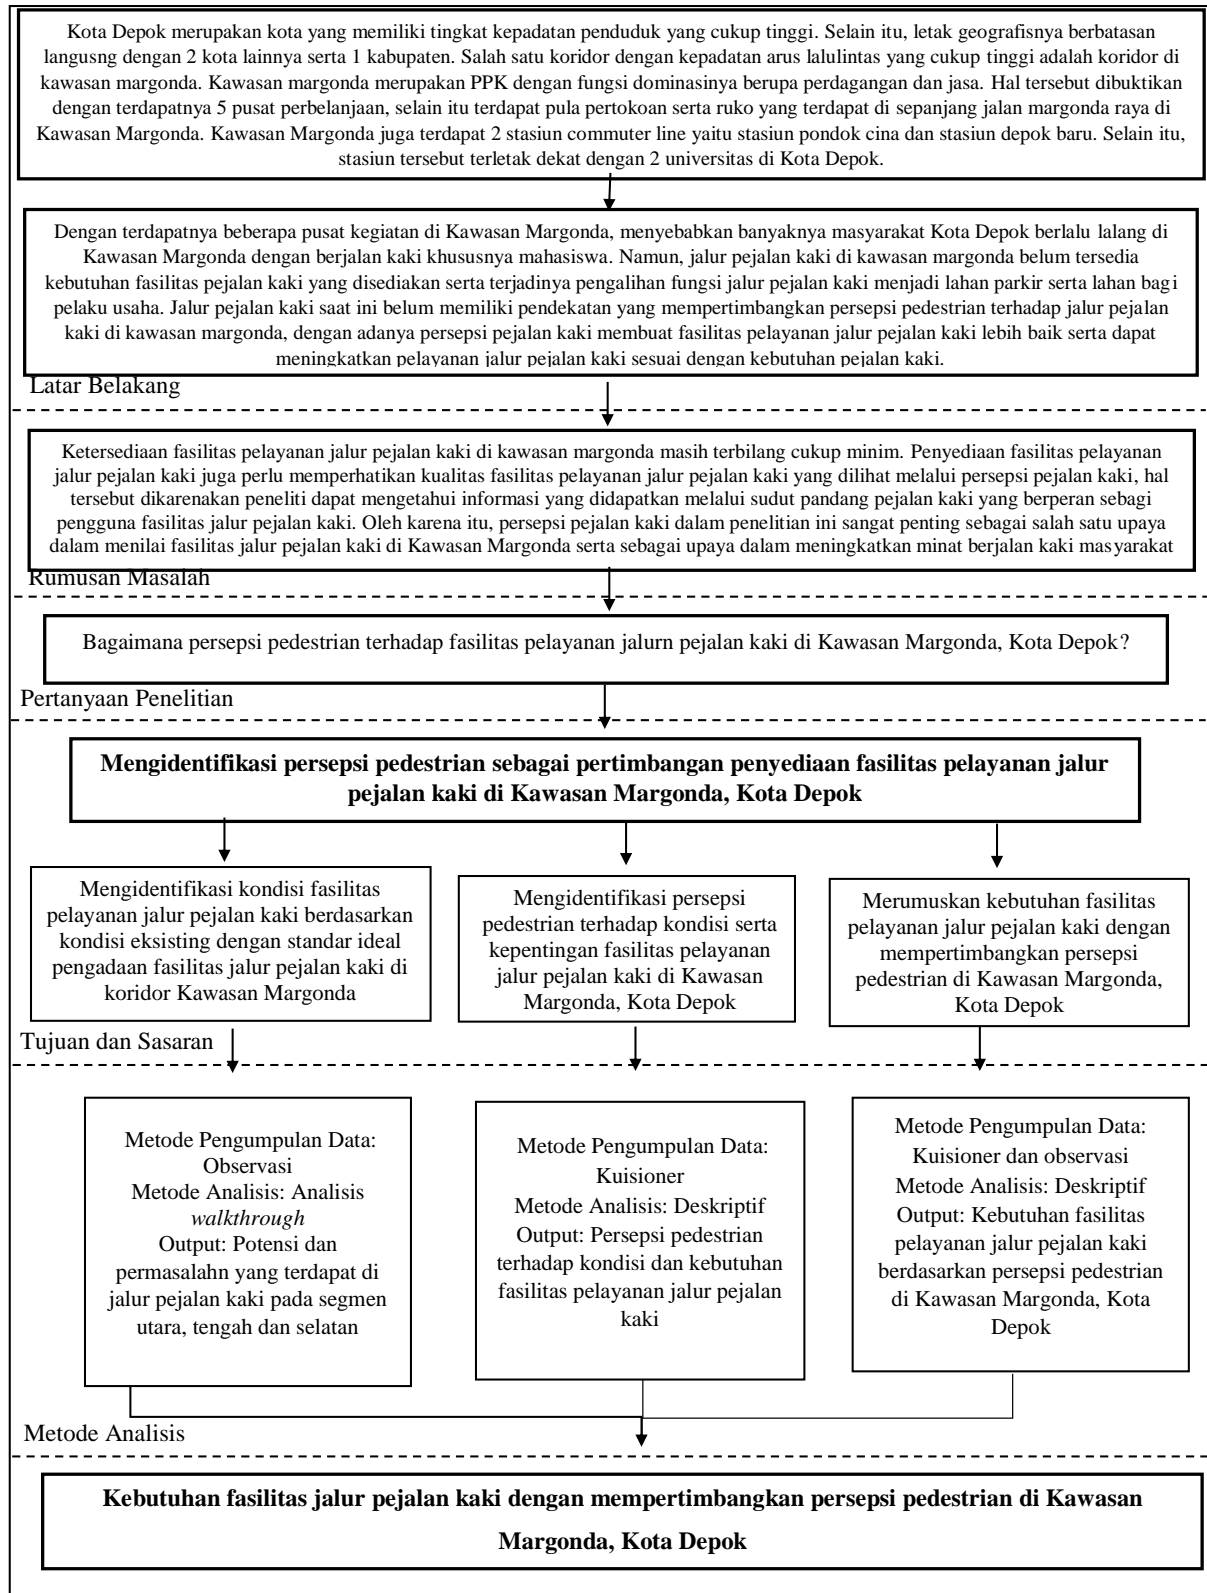 Kota Depok merupakan kota yang memiliki tingkat kepadatan penduduk yang cukup tinggi. Selain itu, letak geografisnya berbatasan
langusng dengan 2 kota lainnya serta 1 kabupaten. Salah satu koridor dengan kepadatan arus lalulintas yang cukup tinggi adalah koridor di
kawasan margonda. Kawasan margonda merupakan PPK dengan fungsi dominasinya berupa perdagangan dan jasa. Hal tersebut dibuktikan
dengan terdapatnya 5 pusat perbelanjaan, selain itu terdapat pula pertokoan serta ruko yang terdapat di sepanjang jalan margonda raya di
Kawasan Margonda. Kawasan Margonda juga terdapat 2 stasiun commuter line yaitu stasiun pondok cina dan stasiun depok baru. Selain itu,
stasiun tersebut terletak dekat dengan 2 universitas di Kota Depok.
Dengan terdapatnya beberapa pusat kegiatan di Kawasan Margonda, menyebabkan banyaknya masyarakat Kota Depok berlalu lalang di
Kawasan Margonda dengan berjalan kaki khususnya mahasiswa. Namun, jalur pejalan kaki di kawasan margonda belum tersedia
kebutuhan fasilitas pejalan kaki yang disediakan serta terjadinya pengalihan fungsi jalur pejalan kaki menjadi lahan parkir serta lahan bagi
pelaku usaha. Jalur pejalan kaki saat ini belum memiliki pendekatan yang mempertimbangkan persepsi pedestrian terhadap jalur pejalan
kaki di kawasan margonda, dengan adanya persepsi pejalan kaki membuat fasilitas pelayanan jalur pejalan kaki lebih baik serta dapat
meningkatkan pelayanan jalur pejalan kaki sesuai dengan kebutuhan pejalan kaki.
Latar Belakang
Ketersediaan fasilitas pelayanan jalur pejalan kaki di kawasan margonda masih terbilang cukup minim. Penyediaan fasilitas pelayanan
jalur pejalan kaki juga perlu memperhatikan kualitas fasilitas pelayanan jalur pejalan kaki yang dilihat melalui persepsi pejalan kaki, hal
tersebut dikarenakan peneliti dapat mengetahui informasi yang didapatkan melalui sudut pandang pejalan kaki yang berperan sebagi
pengguna fasilitas jalur pejalan kaki. Oleh karena itu, persepsi pejalan kaki dalam penelitian ini sangat penting sebagai salah satu upaya
dalam menilai fasilitas jalur pejalan kaki di Kawasan Margonda serta sebagai upaya dalam meningkatkan minat berjalan kaki masyarakat
Rumusan Masalah
Bagaimana persepsi pedestrian terhadap fasilitas pelayanan jalurn pejalan kaki di Kawasan Margonda, Kota Depok?
Pertanyaan Penelitian
Mengidentifikasi persepsi pedestrian sebagai pertimbangan penyediaan fasilitas pelayanan jalur
pejalan kaki di Kawasan Margonda, Kota Depok
Mengidentifikasi kondisi fasilitas
pelayanan jalur pejalan kaki berdasarkan
kondisi eksisting dengan standar ideal
pengadaan fasilitas jalur pejalan kaki di
koridor Kawasan Margonda
Mengidentifikasi persepsi
pedestrian terhadap kondisi serta
kepentingan fasilitas pelayanan
jalur pejalan kaki di Kawasan
Margonda, Kota Depok
Merumuskan kebutuhan fasilitas
pelayanan jalur pejalan kaki dengan
mempertimbangkan persepsi
pedestrian di Kawasan Margonda,
Kota Depok
Tujuan dan Sasaran
Metode Pengumpulan Data:
Observasi
Metode Analisis: Analisis
walkthrough
Output: Potensi dan
permasalahn yang terdapat di
jalur pejalan kaki pada segmen
utara, tengah dan selatan
Metode Pengumpulan Data:
Kuisioner
Metode Analisis: Deskriptif
Output: Persepsi pedestrian
terhadap kondisi dan kebutuhan
fasilitas pelayanan jalur pejalan
kaki
Metode Pengumpulan Data:
Kuisioner dan observasi
Metode Analisis: Deskriptif
Output: Kebutuhan fasilitas
pelayanan jalur pejalan kaki
berdasarkan persepsi pedestrian
di Kawasan Margonda, Kota
Depok
Metode Analisis
Kebutuhan fasilitas jalur pejalan kaki dengan mempertimbangkan persepsi pedestrian di Kawasan
Margonda, Kota Depok